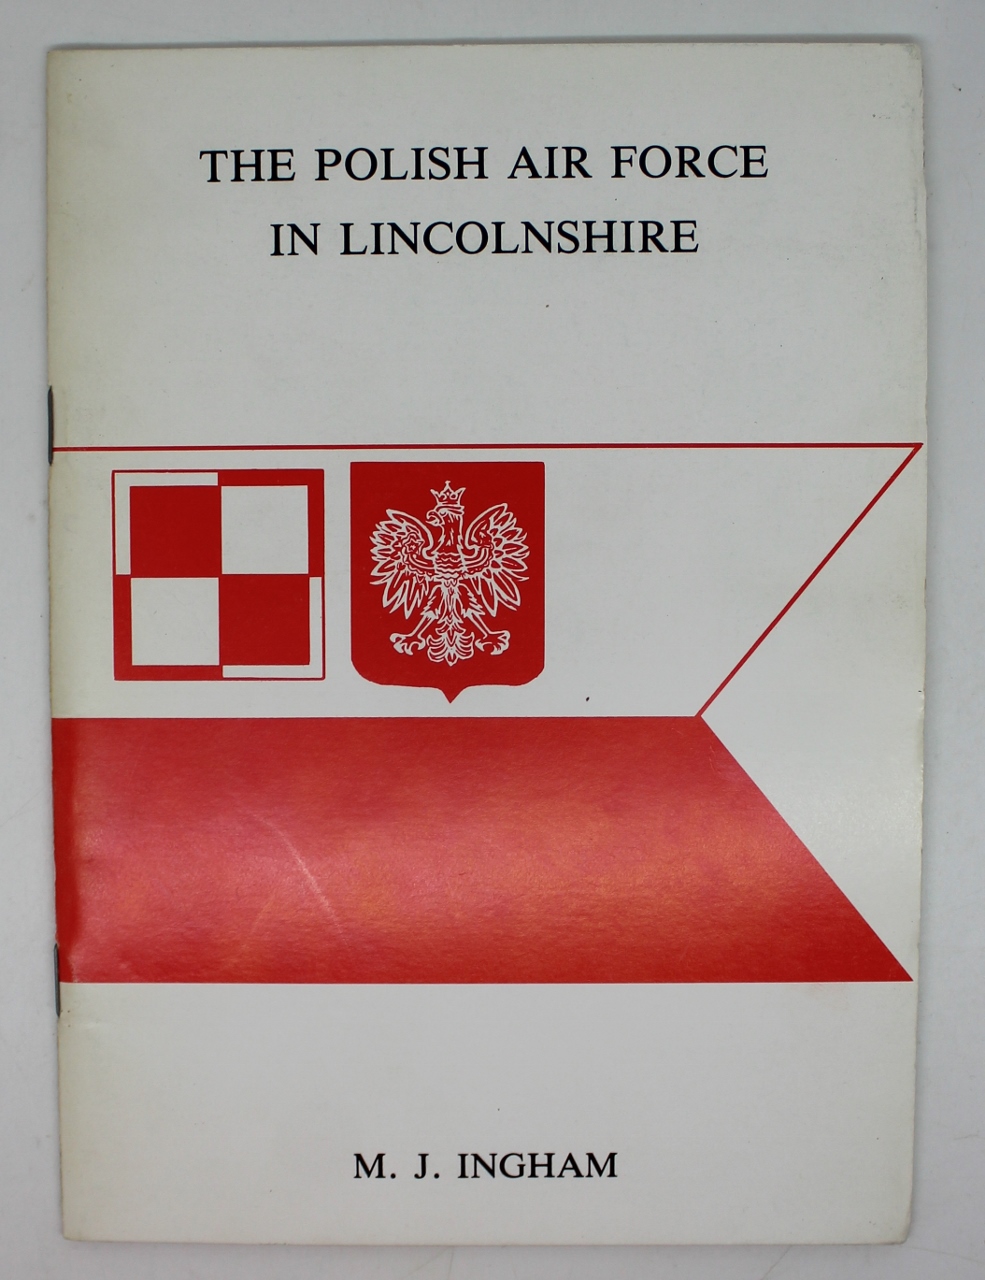 THE POLISH AIR FORCE
IN LINCOLNSHIRE
M. J. INGHAM